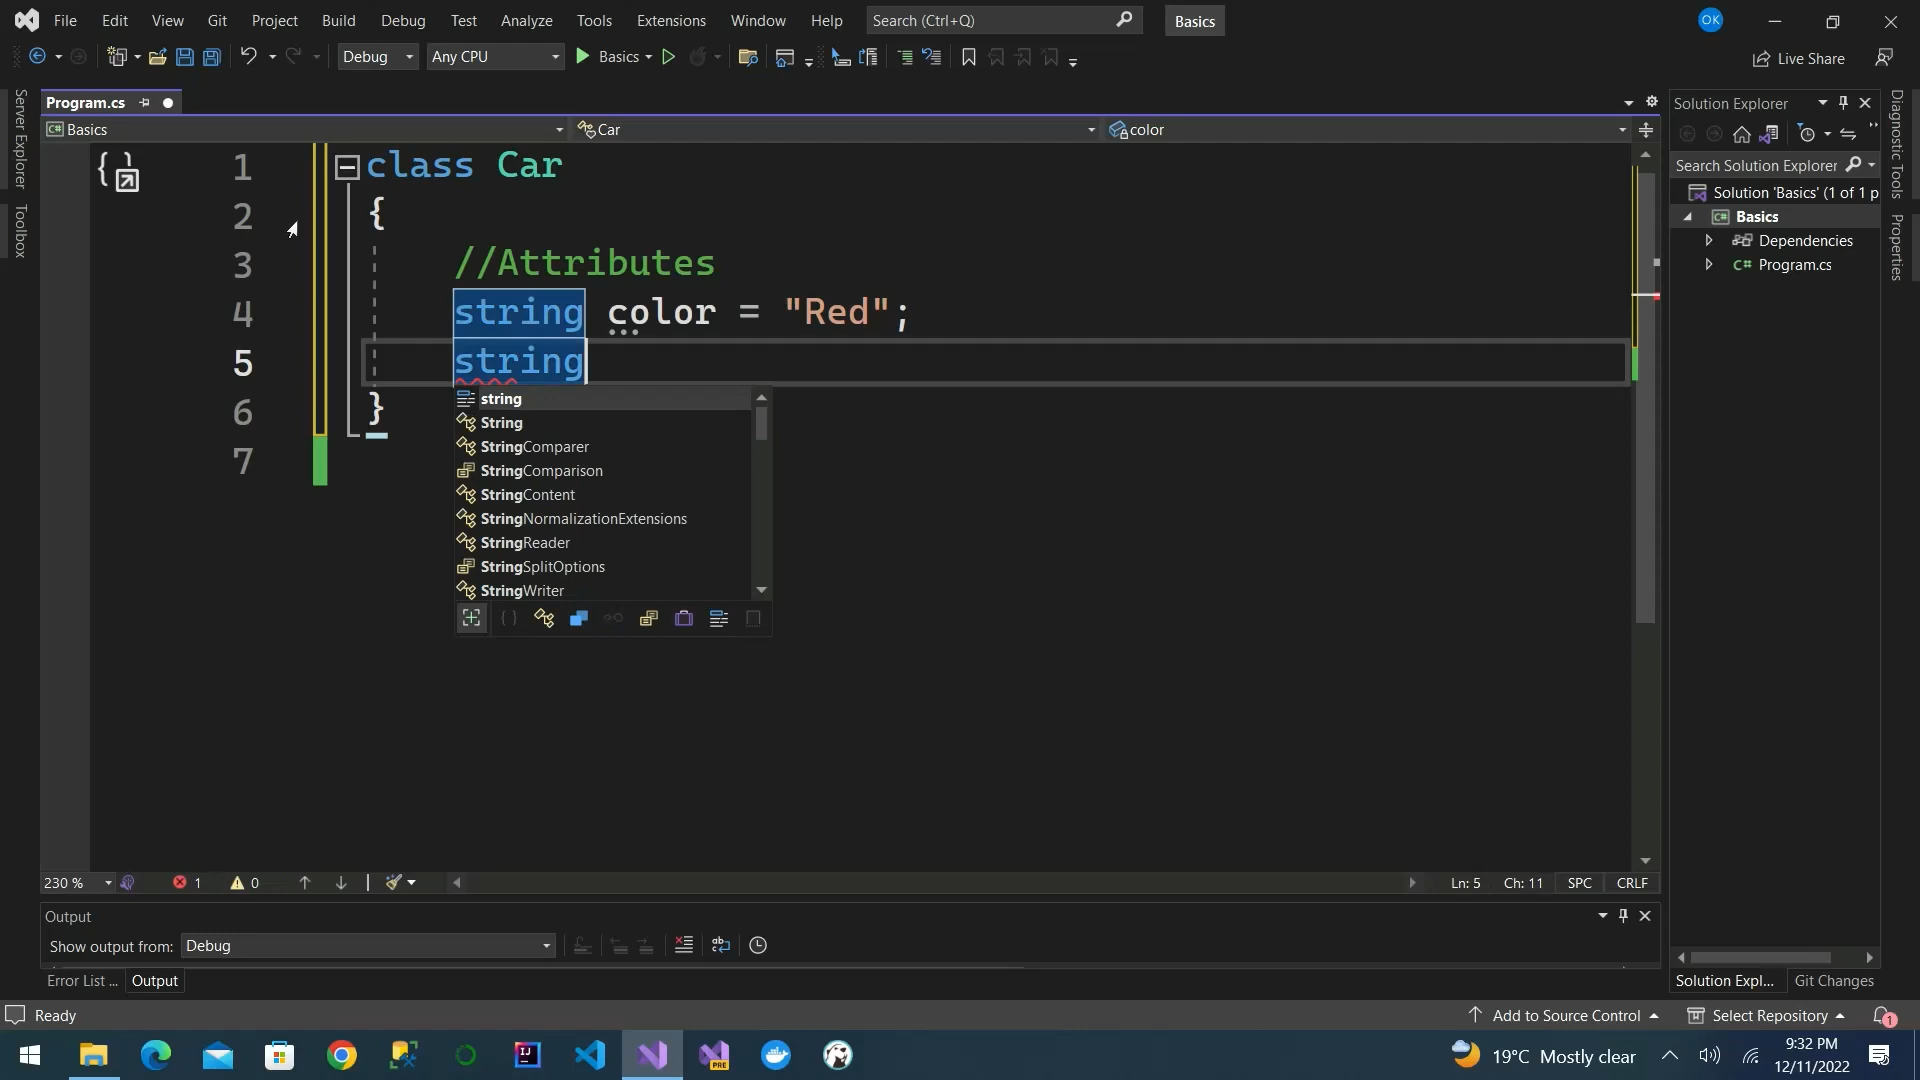 File Edit View Git Project Build Debug Test Analyze Tools Extensions Window Help Search (Ctrl+Q) Basics OK
Debug Any CPU Basics Live Share
Server Explorer
Toolbox
Program.cs
Basics Car color
1 class Car
2 {
3 //Attributes
4 string color = "Red";
5 string
6 }
7
string
String
StringComparer
StringComparison
StringContent
StringNormalizationExtensions
StringReader
StringSplitOptions
StringWriter
230 % 1 0 Ln: 5 Ch: 11 SPC CRLF
Output
Show output from: Debug
Error List ... Output
Solution Explorer
Search Solution Explorer
Solution 'Basics' (1 of 1 p
Basics
Dependencies
C# Program.cs
Solution Expl... Git Changes
Diagnostic Tools
Properties
Ready Add to Source Control Select Repository 1
19°C Mostly clear 9:32 PM
12/11/2022